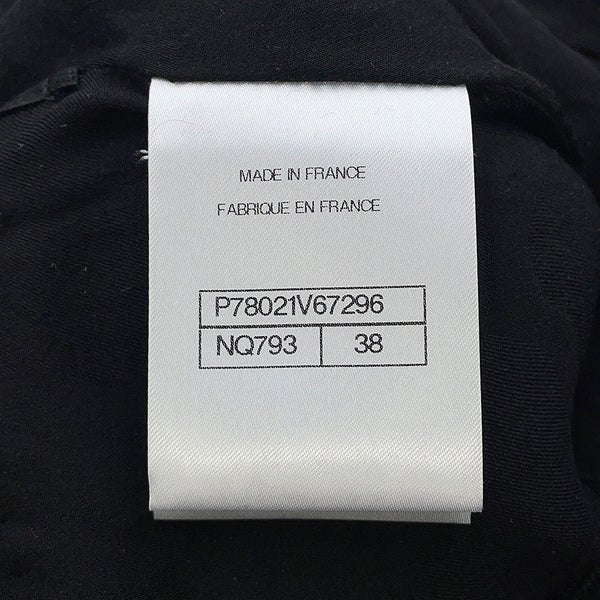 MADE IN FRANCE
FABRIQUE EN FRANCE
P78021V67296
NQ793 38